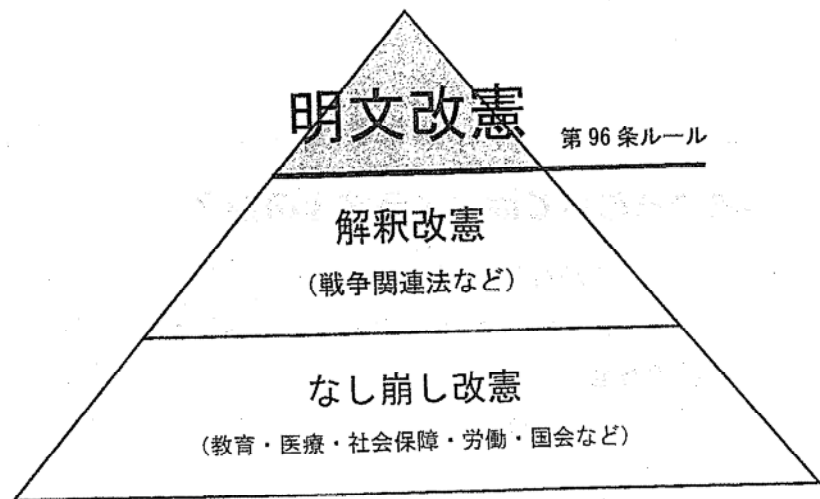 明文改憲
第96条ルール
解釈改憲
(戦争関連法など)
なし崩し改憲
(教育・医療・社会保障・労働・国会など)